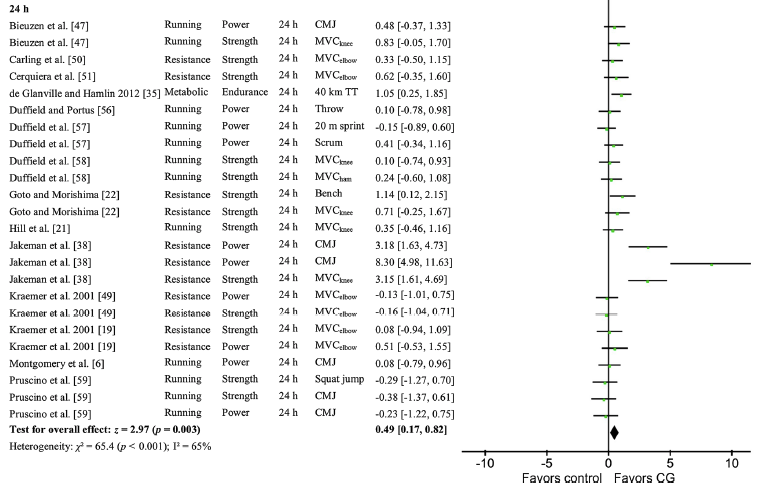 24 h
Bieuzen et al. [47] Running Power 24 h CMJ 0.48 [-0.37, 1.33]
Bieuzen et al. [47] Running Strength 24 h MVCknee 0.83 (-0.05, 1.70]
Carling et al. [50] Resistance Strength 24 h MVCelbow 0.33 (-0.50, 1.15]
Cerquiera et al. [51] Resistance Strength 24 h MVCelbow 0.62 (-0.35, 1.60]
de Glanville and Hamlin 2012 [35] Metabolic Endurance 24 h 40 km TT 1.05 [0.25, 1.85]
Duffield and Portus [56] Running Power 24 h Throw 0.10 [-0.78, 0.98]
Duffield et al. [57] Running Power 24 h 20 m sprint -0.15 [-0.89, 0.60]
Duffield et al. [57] Running Power 24 h Scrum 0.41 [-0.34, 1.16]
Duffield et al. [58] Running Strength 24 h MVCknee 0.10 [-0.74, 0.93]
Duffield et al. [58] Running Strength 24 h MVCham 0.24 [-0.60, 1.08]
Goto and Morishima [22] Resistance Strength 24 h Bench 1.14 [0.12, 2.15]
Goto and Morishima [22] Resistance Strength 24 h MVCknee 0.71 [-0.25, 1.67]
Hill et al. [21] Running Strength 24 h MVCknee 0.35 [-0.46, 1.16]
Jakeman et al. [38] Resistance Power 24 h CMJ 3.18 [1.63, 4.73]
Jakeman et al. [38] Resistance Power 24 h CMJ 8.30 [4.98, 11.63]
Jakeman et al. [38] Resistance Strength 24 h MVCknee 3.15 [1.61, 4.69]
Kraemer et al. 2001 [49] Resistance Power 24 h MVCelbow -0.13 [-1.01, 0.75]
Kraemer et al. 2001 [49] Resistance Strength 24 h MVCelbow -0.16 [-1.04, 0.71]
Kraemer et al. 2001 [19] Resistance Strength 24 h MVCelbow 0.08 [-0.94, 1.09]
Kraemer et al. 2001 [19] Resistance Power 24 h MVCelbow 0.51 [-0.53, 1.55]
Montgomery et al. [6] Running Power 24 h CMJ 0.08 [-0.79, 0.96]
Pruscino et al. [59] Running Strength 24 h Squat jump -0.29 [-1.27, 0.70]
Pruscino et al. [59] Running Strength 24 h CMJ -0.38 [-1.37, 0.61]
Pruscino et al. [59] Running Power 24 h CMJ -0.23 [-1.22, 0.75]
Test for overall effect: z = 2.97 (p = 0.003) 0.49 [0.17, 0.82]
Heterogeneity: χ² = 65.4 (p < 0.001); I² = 65%
-10 -5 0 5 10
Favors control Favors CG